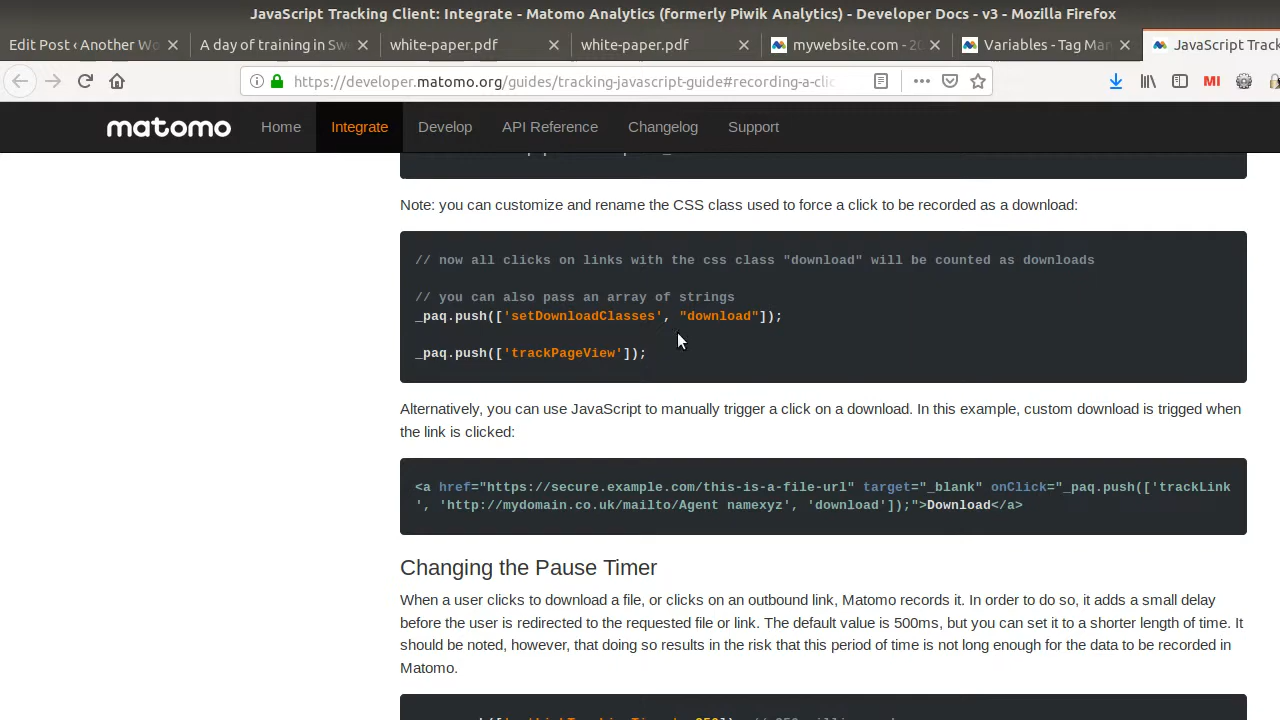 JavaScript Tracking Client: Integrate - Matomo Analytics (formerly Piwik Analytics) - Developer Docs - v3 - Mozilla Firefox
Edit Post ‹ Another Wo
A day of training in Sw
white-paper.pdf
white-paper.pdf
mywebsite.com - 20
Variables - Tag Man
JavaScript Track
https://developer.matomo.org/guides/tracking-javascript-guide#recording-a-clic
MI
matomo Home Integrate Develop API Reference Changelog Support
Note: you can customize and rename the CSS class used to force a click to be recorded as a download:
// now all clicks on links with the css class "download" will be counted as downloads
// you can also pass an array of strings
_paq.push(['setDownloadClasses', "download"]);
_paq.push(['trackPageView']);
Alternatively, you can use JavaScript to manually trigger a click on a download. In this example, custom download is trigged when
the link is clicked:
<a href="https://secure.example.com/this-is-a-file-url" target="_blank" onClick="_paq.push(['trackLink
', 'http://mydomain.co.uk/mailto/Agent namexyz', 'download']);">Download</a>
Changing the Pause Timer
When a user clicks to download a file, or clicks on an outbound link, Matomo records it. In order to do so, it adds a small delay
before the user is redirected to the requested file or link. The default value is 500ms, but you can set it to a shorter length of time. It
should be noted, however, that doing so results in the risk that this period of time is not long enough for the data to be recorded in
Matomo.